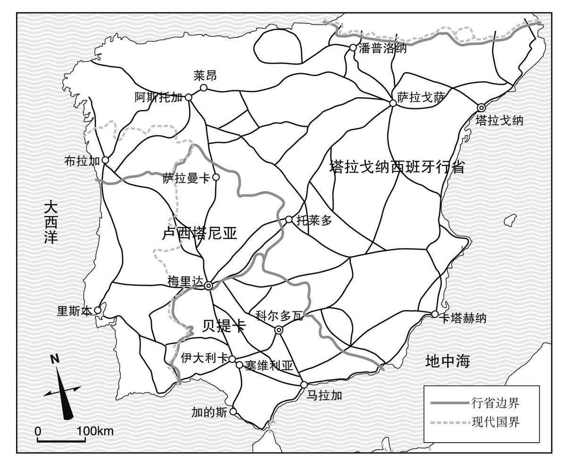 潘普洛纳
莱昂
阿斯托加
萨拉戈萨
塔拉戈纳
布拉加
塔拉戈纳西班牙行省
萨拉曼卡
大西洋
托莱多
卢西塔尼亚
梅里达
里斯本
科尔多瓦
卡塔赫纳
贝提卡
伊大利卡
塞维利亚
地中海
N
马拉加
加的斯
行省边界
现代国界
0 100km